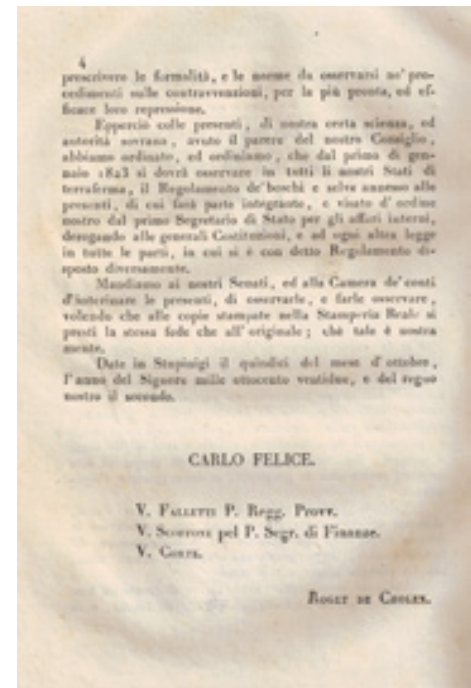 4
prescrivere le formalità, e le norme da osservarsi ne' pro-
cedimenti sulle contravvenzioni, per la più pronta, ed ef-
ficace loro repressione.
Epperciò colle presenti, di nostra certa scienza, ed
autorità sovrana, avuto il parere del nostro Consiglio,
abbiamo ordinato, ed ordiniamo, che dal primo di gen-
naio 1823 si dovrà osservare in tutti li nostri Stati di
terraferma, il Regolamento de' boschi e selve annesso alle
presenti, di cui farà parte integrante, e visato d'ordine
nostro dal primo Segretario di Stato per gli affari interni,
derogando alle generali Costituzioni, e ad ogni altra legge
in tutte le parti, in cui si è con detto Regolamento di-
sposto diversamente.
Mandiamo ai nostri Senati, ed alla Camera de' conti
d'interinare le presenti, di osservarle, e farle osservare,
volendo che alle copie stampate nella Stamperia Reale si
presti la stessa fede che all'originale; chè tale è nostra
mente.
Date in Stupinigi il quindici del mese d'ottobre,
l'anno del Signore mille ottocento ventidue, e del regno
nostro il secondo.
CARLO FELICE.
V. FALLETTI P. Regg. Provv.
V. pel P. Segr. di Finanze.
V. COSTA.
ROGET DE CHOLEX.